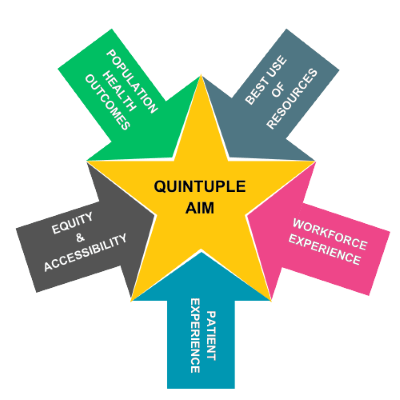 POPULATION
HEALTH
OUTCOMES
BEST USE
OF
RESOURCES
QUINTUPLE
AIM
EQUITY
&
ACCESSIBILITY
WORKFORCE
EXPERIENCE
PATIENT
EXPERIENCE